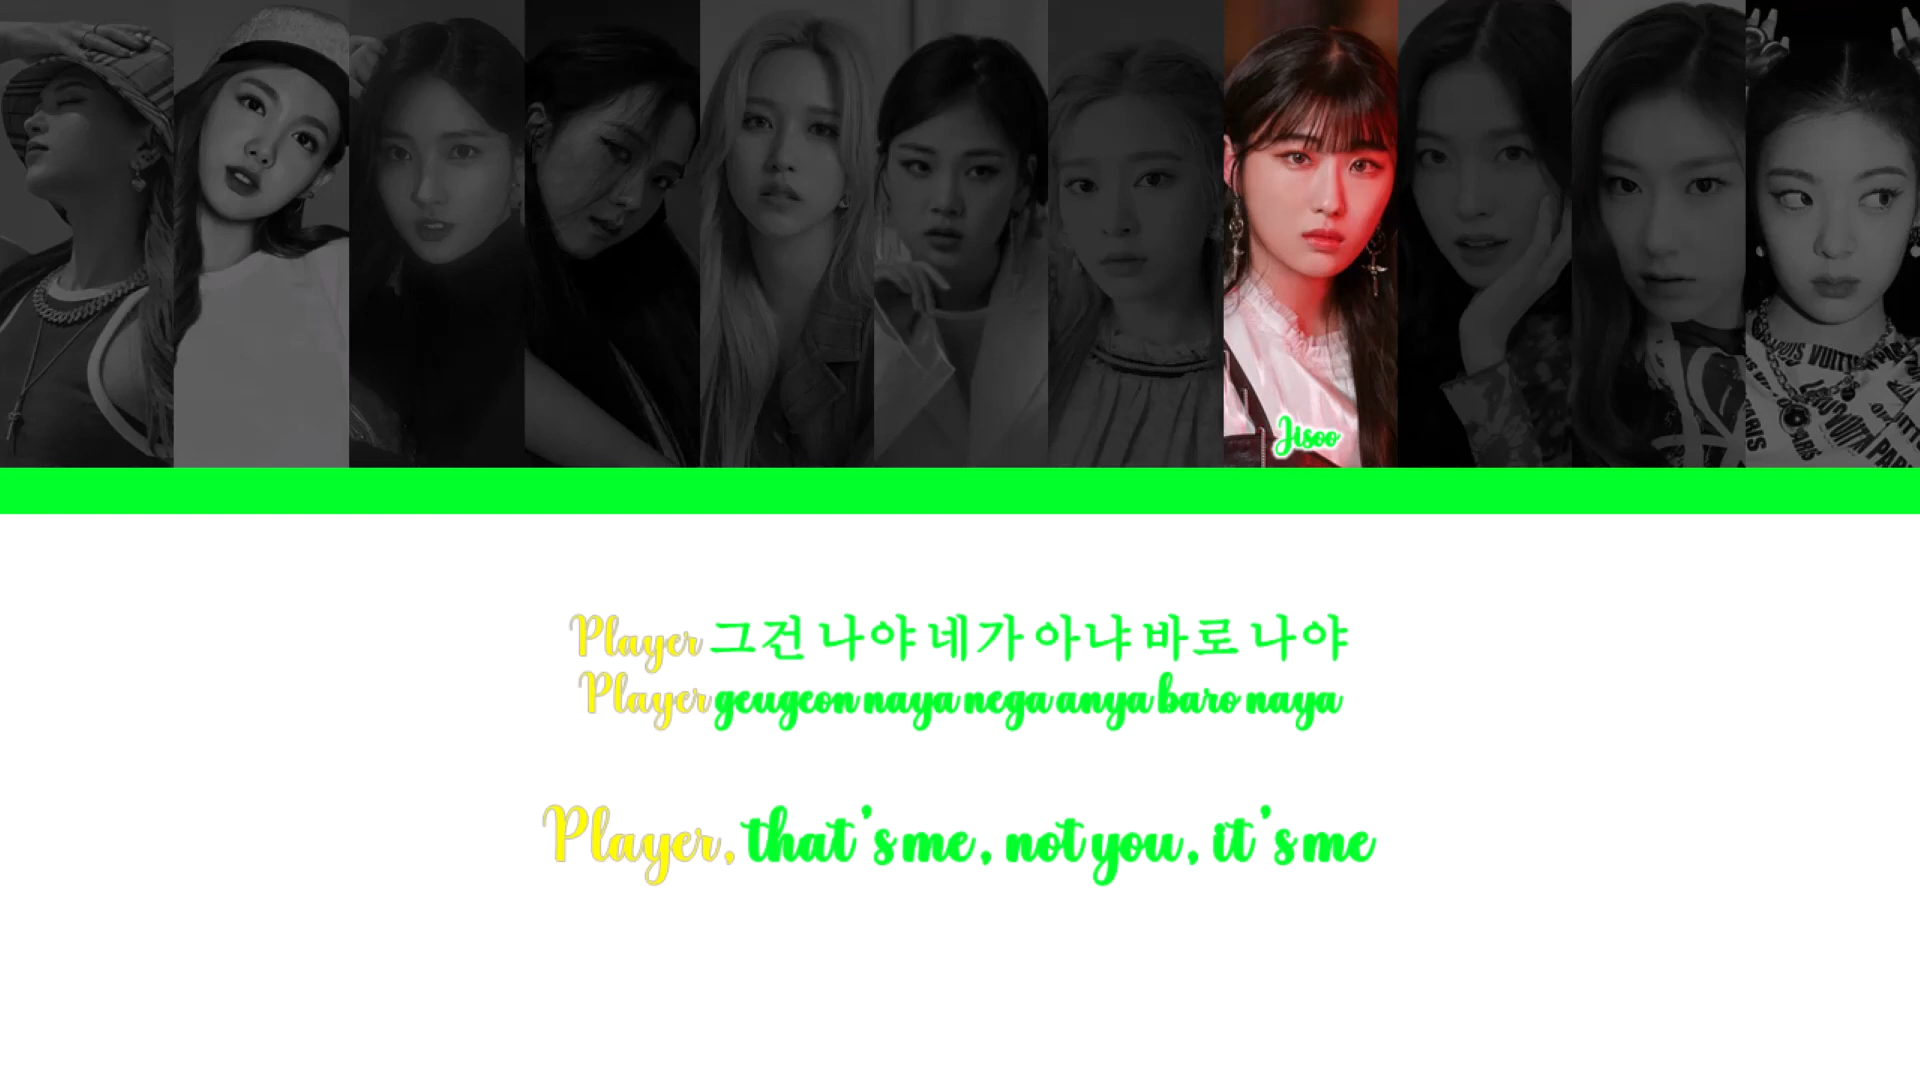 Jisoo
Player 그건 나야 네가 아냐 바로 나야
Player geugeon naya nega anya baro naya
Player, that's me, not you, it's me